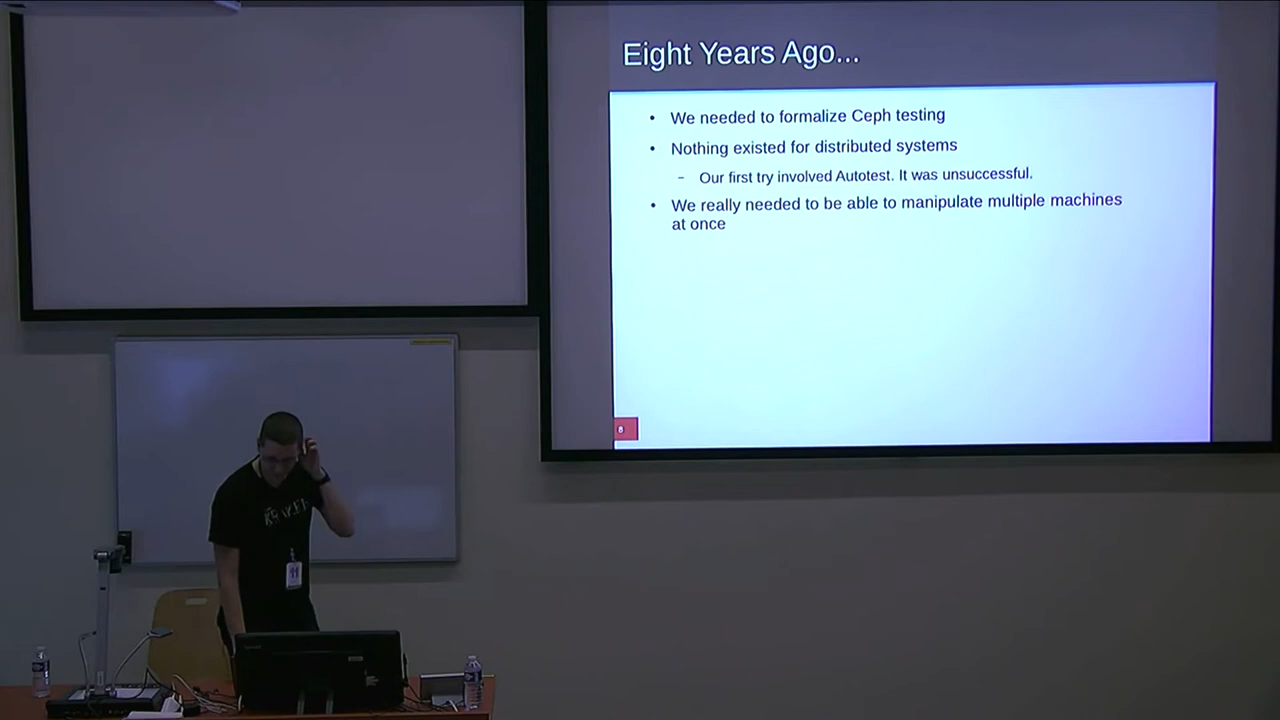 Eight Years Ago...
• We needed to formalize Ceph testing
• Nothing existed for distributed systems
– Our first try involved Autotest. It was unsuccessful.
• We really needed to be able to manipulate multiple machines
at once
8